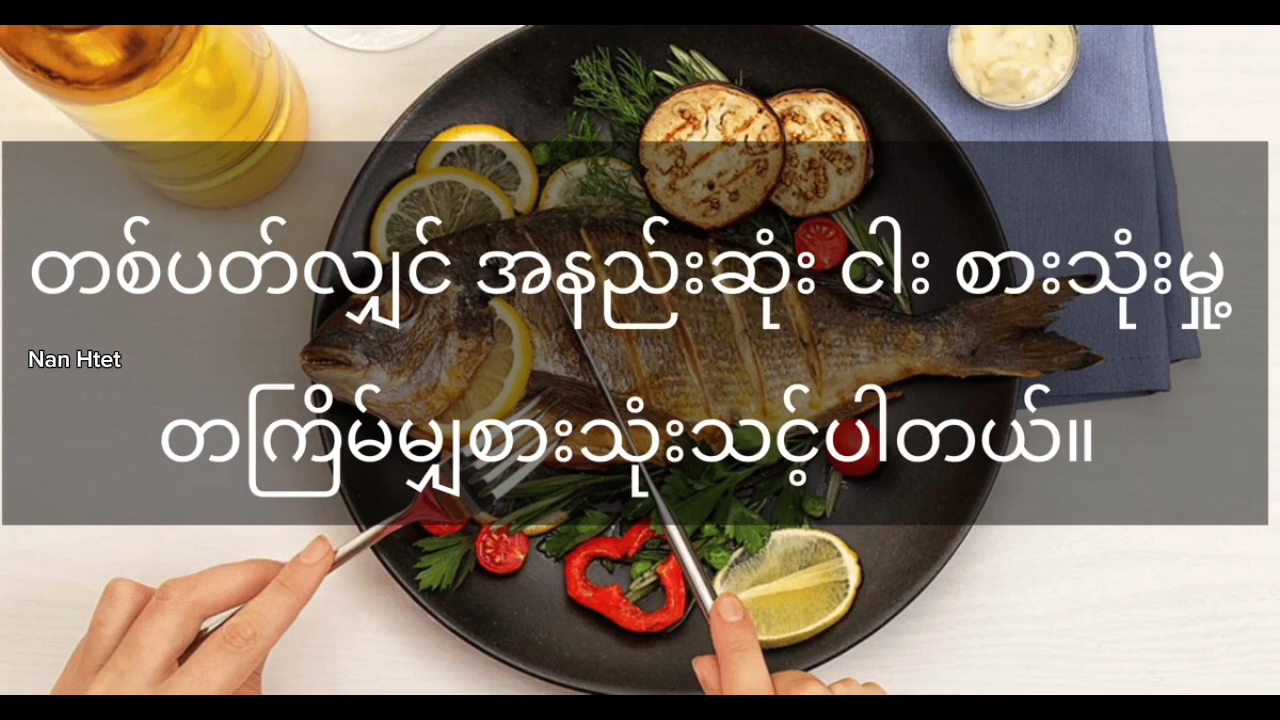 တစ်ပတ်လျှင် အနည်းဆုံး ငါး စားသုံးမှု့
Nan Htet
တကြိမ်မျှစားသုံးသင့်ပါတယ်။